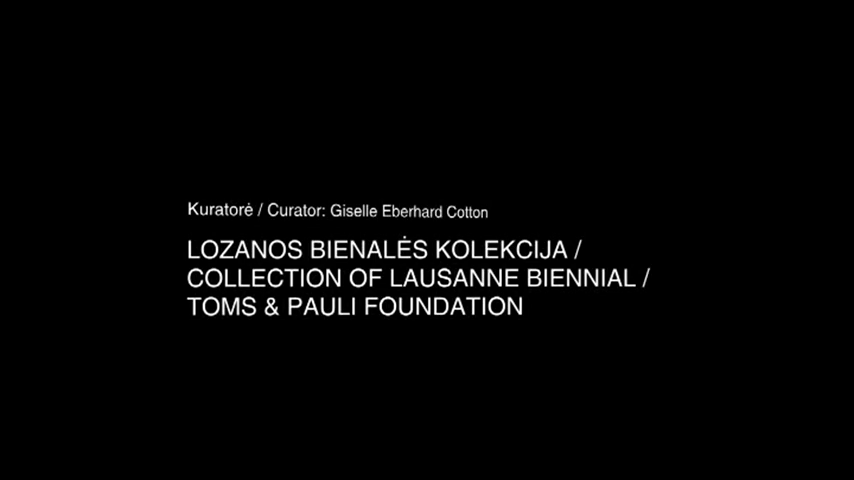 Kuratorė / Curator: Giselle Eberhard Cotton
LOZANOS BIENALĖS KOLEKCIJA /
COLLECTION OF LAUSANNE BIENNIAL /
TOMS & PAULI FOUNDATION